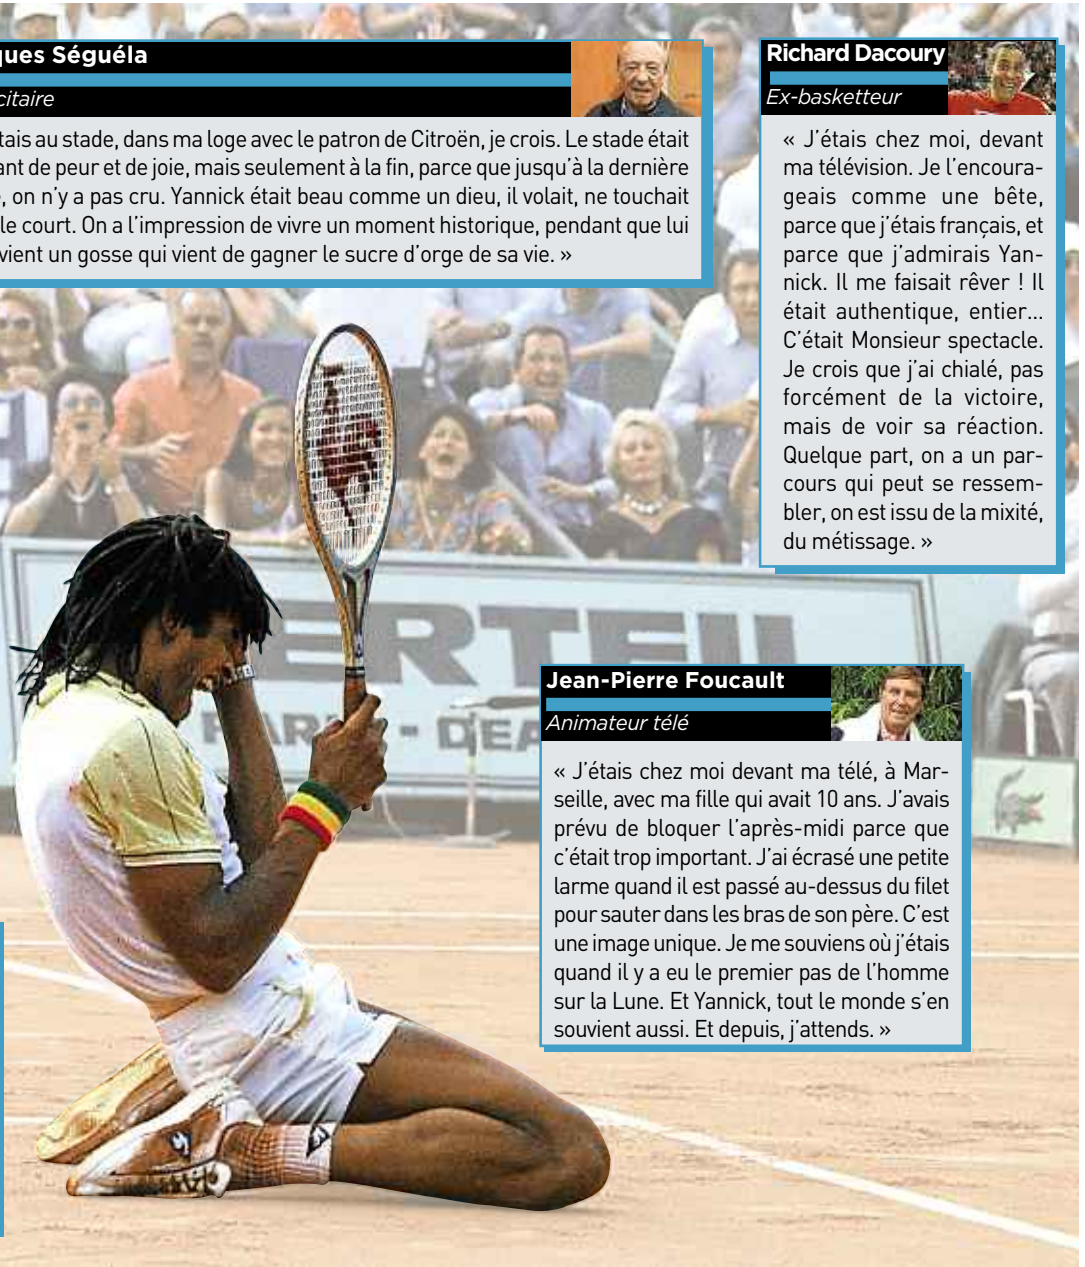 ques Séguéla
citaire
tais au stade, dans ma loge avec le patron de Citroën, je crois. Le stade était
ant de peur et de joie, mais seulement à la fin, parce que jusqu’à la dernière
, on n’y a pas cru. Yannick était beau comme un dieu, il volait, ne touchait
le court. On a l’impression de vivre un moment historique, pendant que lui
vient un gosse qui vient de gagner le sucre d’orge de sa vie. »
Richard Dacoury
Ex-basketteur
« J’étais chez moi, devant
ma télévision. Je l’encoura-
geais comme une bête,
parce que j’étais français, et
parce que j’admirais Yan-
nick. Il me faisait rêver ! Il
était authentique, entier...
C’était Monsieur spectacle.
Je crois que j’ai chialé, pas
forcément de la victoire,
mais de voir sa réaction.
Quelque part, on a un par-
cours qui peut se ressem-
bler, on est issu de la mixité,
du métissage. »
ERTEIL
PARI - DEA
Jean-Pierre Foucault
Animateur télé
« J’étais chez moi devant ma télé, à Mar-
seille, avec ma fille qui avait 10 ans. J’avais
prévu de bloquer l’après-midi parce que
c’était trop important. J’ai écrasé une petite
larme quand il est passé au-dessus du filet
pour sauter dans les bras de son père. C’est
une image unique. Je me souviens où j’étais
quand il y a eu le premier pas de l’homme
sur la Lune. Et Yannick, tout le monde s’en
souvient aussi. Et depuis, j’attends. »